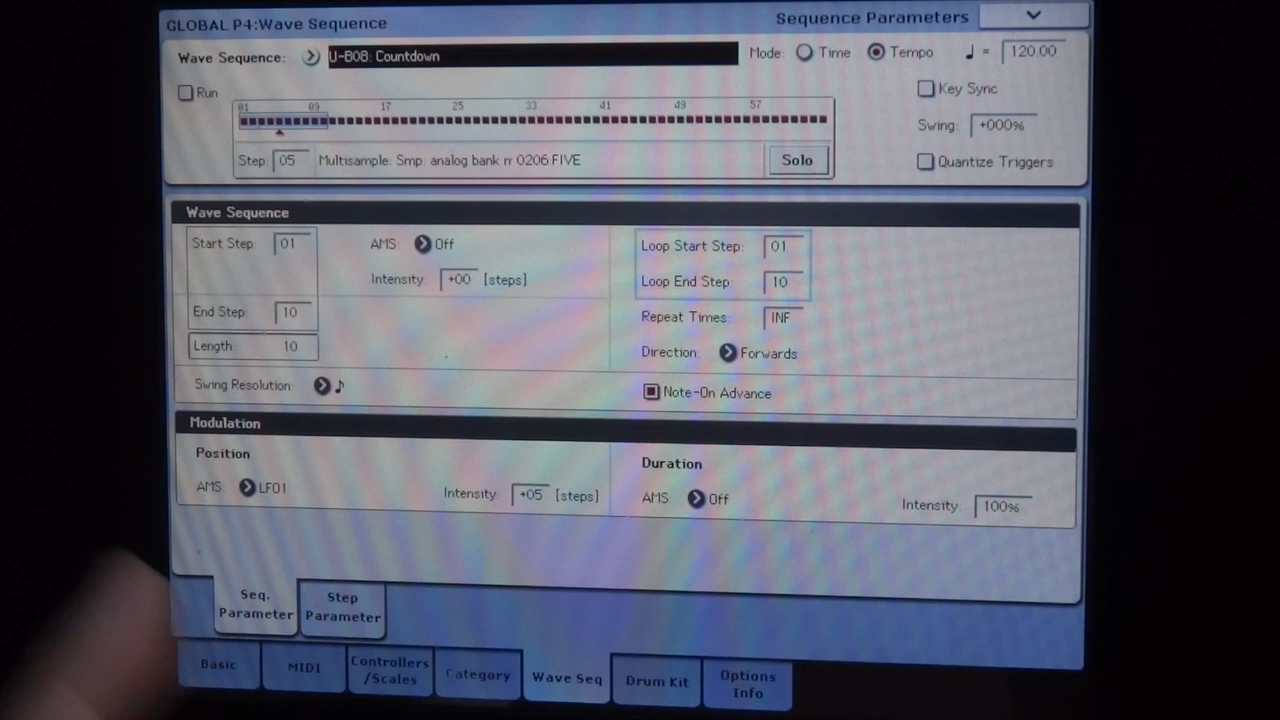 GLOBAL P4:Wave Sequence
Sequence Parameters
Wave Sequence: U-B08: Countdown
Mode: Time Tempo ♩ = 120.00
Run
Key Sync
01 09 17 25 33 41 49 57
Swing: +000%
Step: 05 Multisample: Smp: analog bank rr 0206 FIVE Solo
Quantize Triggers
Wave Sequence
Start Step: 01
AMS: Off
Intensity: +00 [steps]
End Step: 10
Length: 10
Loop Start Step: 01
Loop End Step: 10
Repeat Times: INF
Direction: Forwards
Swing Resolution: ♪
Note-On Advance
Modulation
Position
AMS: LFO1
Intensity: +05 [steps]
Duration
AMS: Off
Intensity: 100%
Seq.
Parameter
Step
Parameter
Basic
MIDI
Controllers
/Scales
Category
Wave Seq
Drum Kit
Options
Info